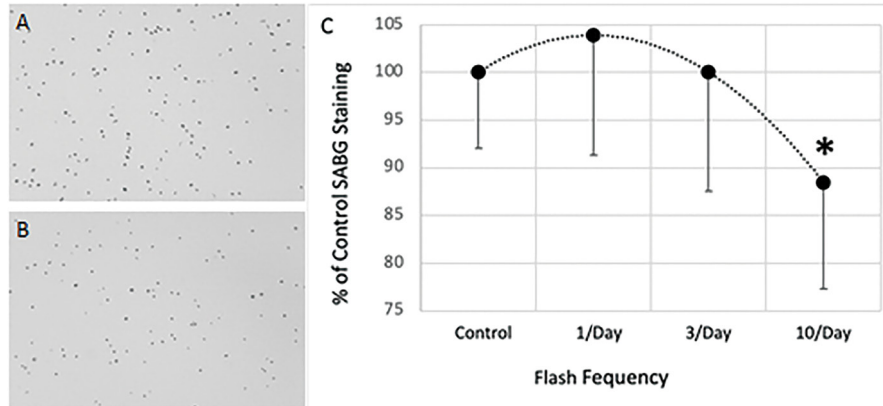 A
B
C
% of Control SABG Staining
105
100
95
90
85
80
75
*
Control 1/Day 3/Day 10/Day
Flash Fequency